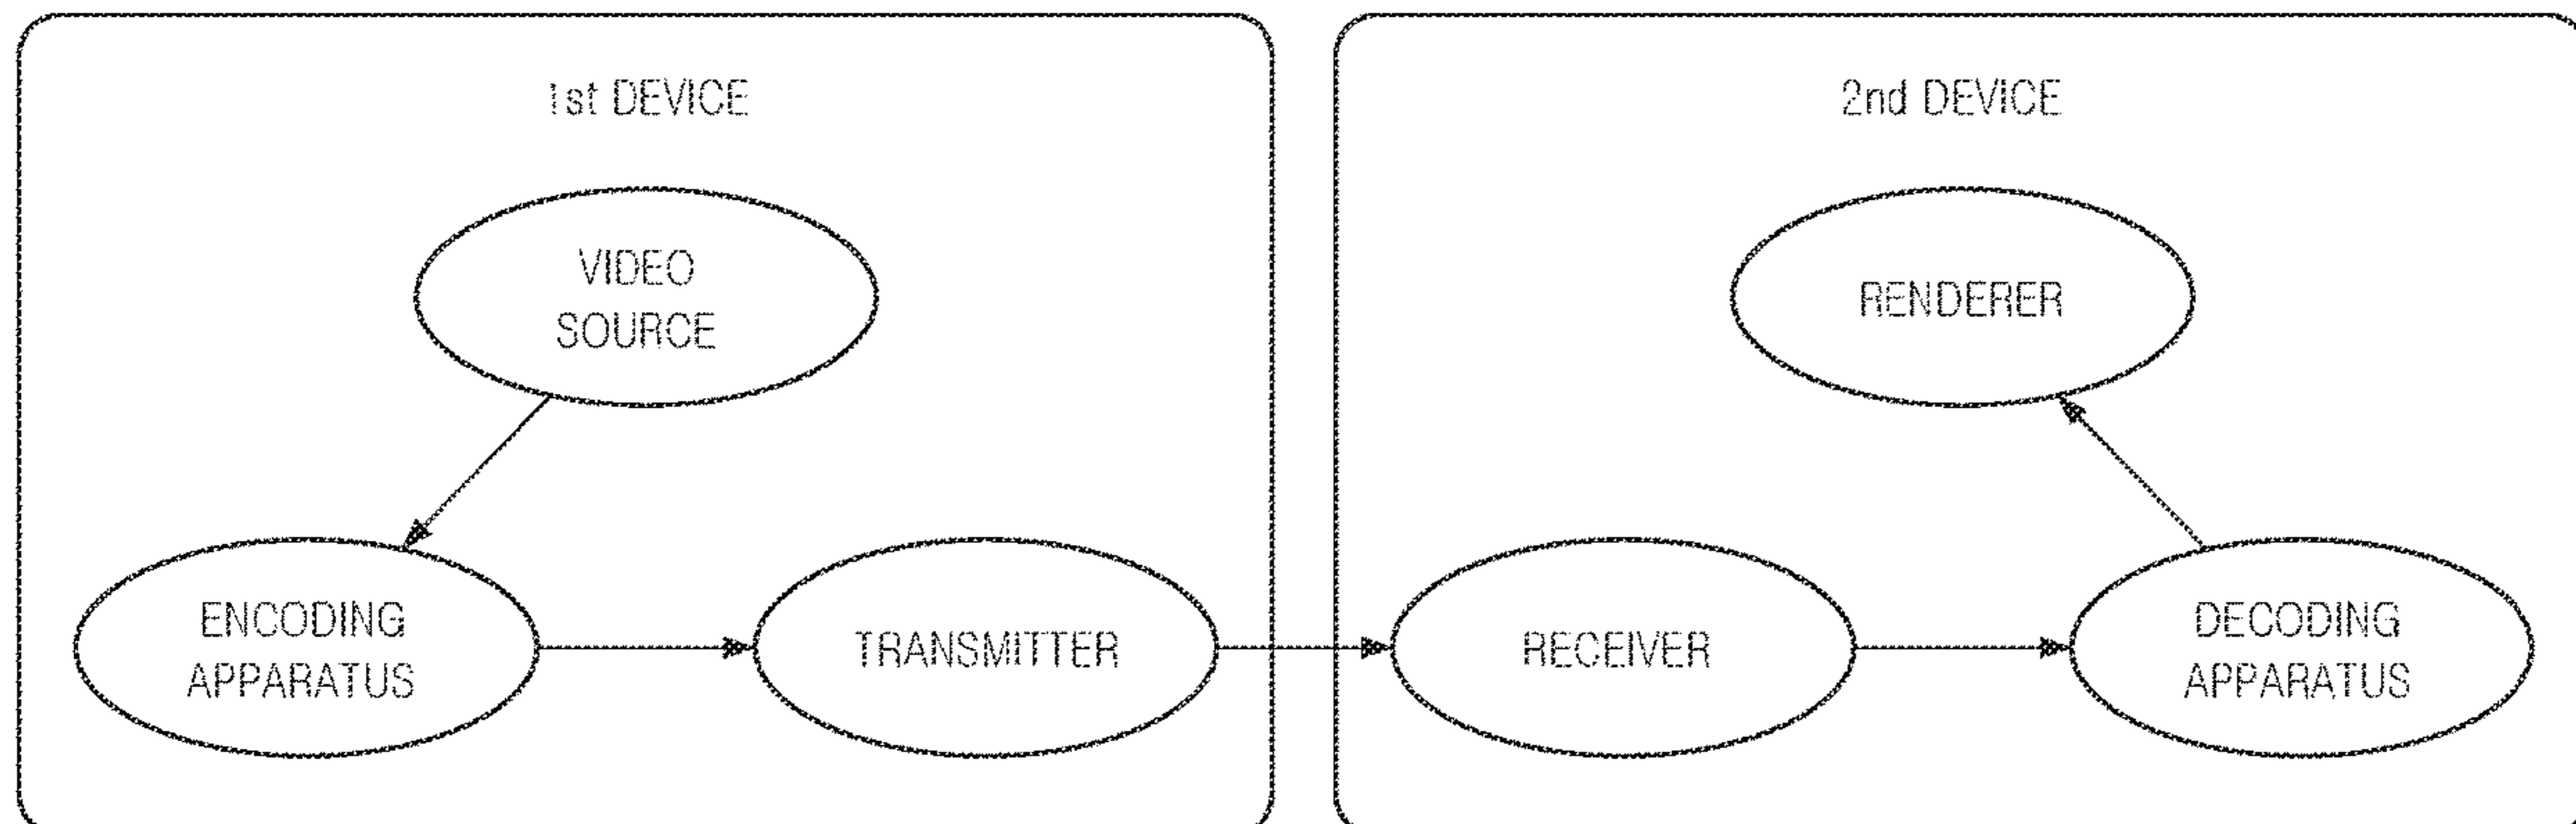 1st DEVICE
VIDEO
SOURCE
ENCODING
APPARATUS
TRANSMITTER
2nd DEVICE
RENDERER
RECEIVER
DECODING
APPARATUS